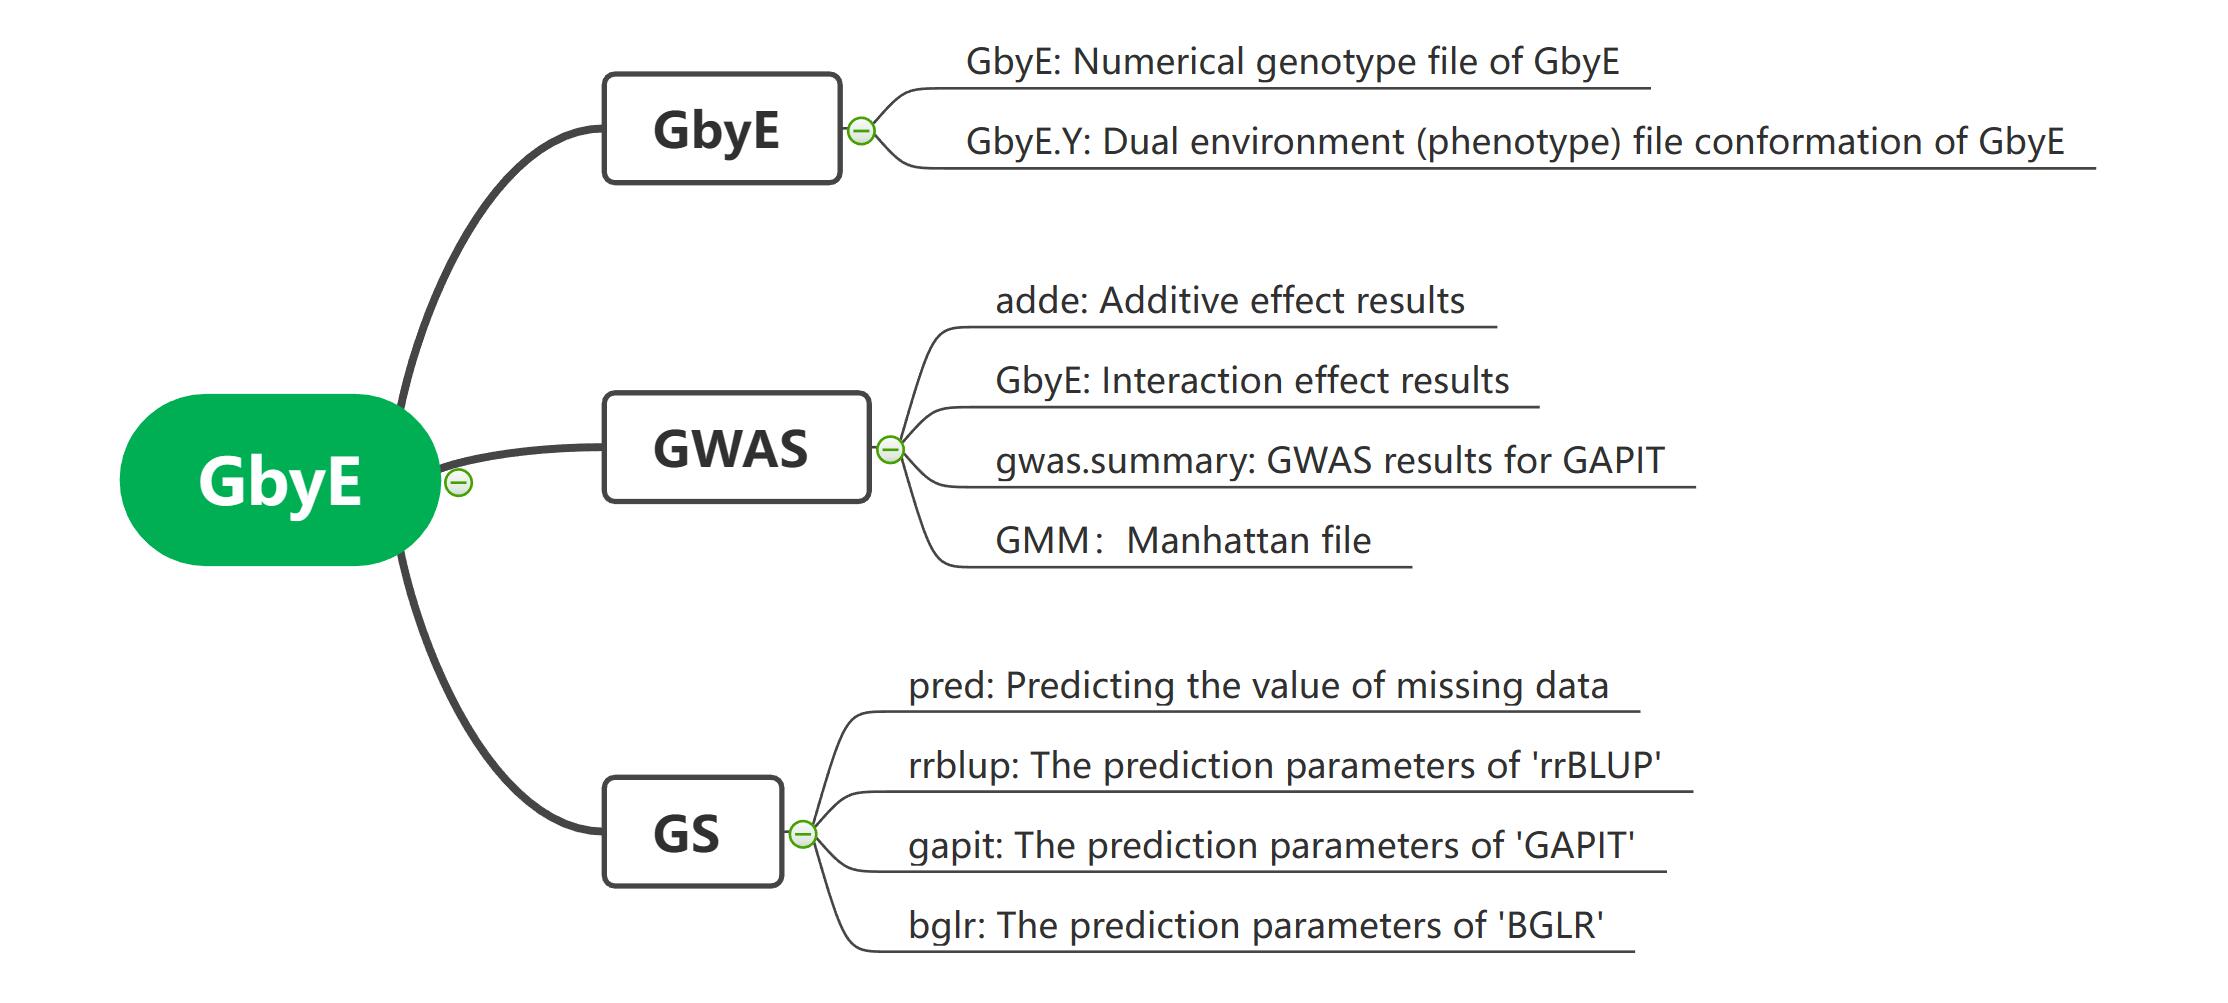 GbyE
GbyE
GbyE: Numerical genotype file of GbyE
GbyE.Y: Dual environment (phenotype) file conformation of GbyE
GWAS
adde: Additive effect results
GbyE: Interaction effect results
gwas.summary: GWAS results for GAPIT
GMM：Manhattan file
GS
pred: Predicting the value of missing data
rrblup: The prediction parameters of 'rrBLUP'
gapit: The prediction parameters of 'GAPIT'
bglr: The prediction parameters of 'BGLR'